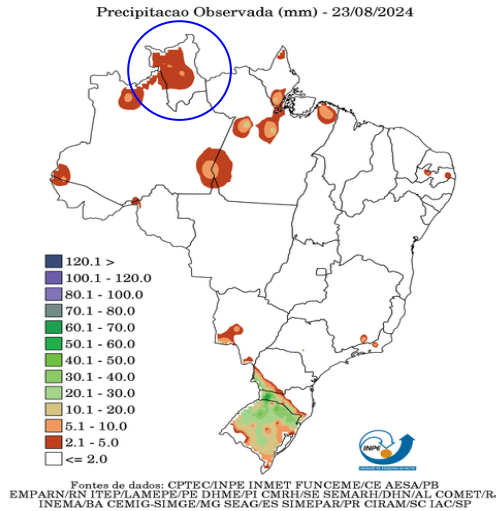 Precipitacao Observada (mm) - 23/08/2024
120.1 >
100.1 - 120.0
80.1 - 100.0
70.1 - 80.0
60.1 - 70.0
50.1 - 60.0
40.1 - 50.0
30.1 - 40.0
20.1 - 30.0
10.1 - 20.0
5.1 - 10.0
2.1 - 5.0
<= 2.0
INPE
Fontes de dados: CPTEC/INPE INMET FUNCEME/CE AESA/PB
EMPARN/RN ITEP/LAMEPE/PE DHME/PI CMRH/SE SEMARH/DHN/AL COMET/R
INEMA/BA CEMIG-SIMGE/MG SEAG/ES SIMEPAR/PR CIRAM/SC IAC/SP